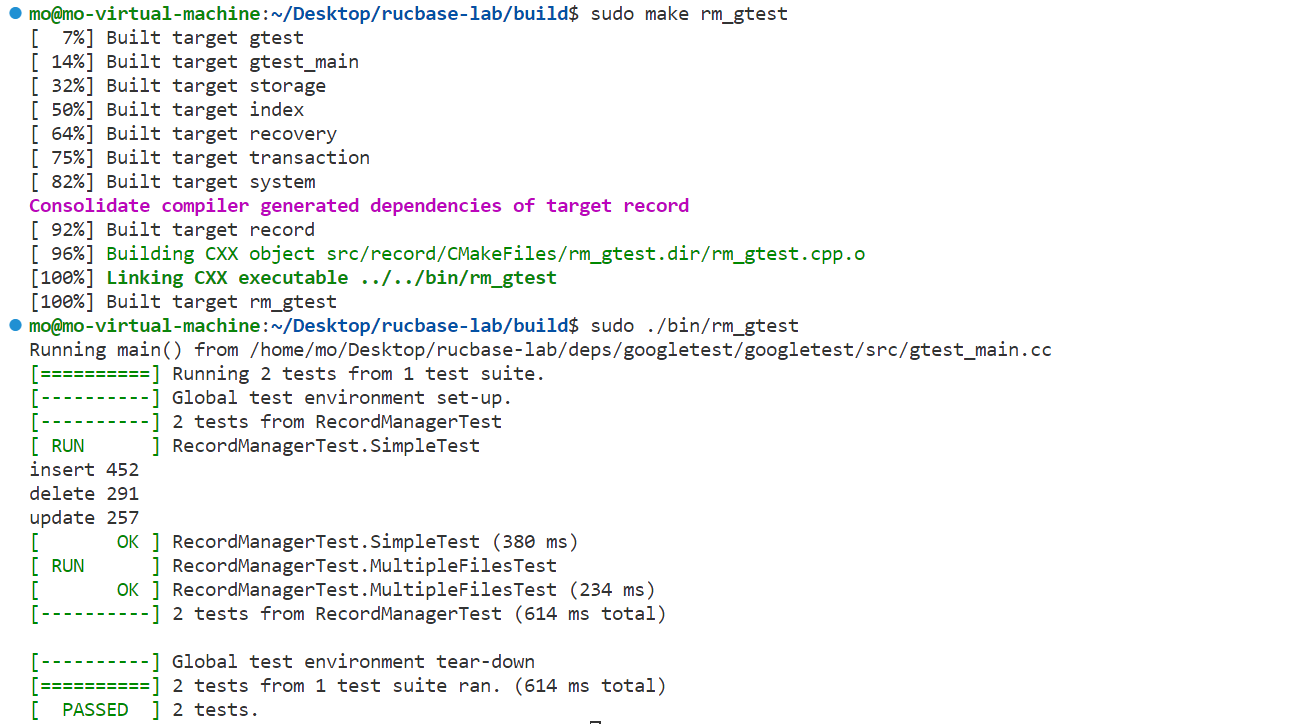 mo@mo-virtual-machine:~/Desktop/rucbase-lab/build$ sudo make rm_gtest
[  7%] Built target gtest
[ 14%] Built target gtest_main
[ 32%] Built target storage
[ 50%] Built target index
[ 64%] Built target recovery
[ 75%] Built target transaction
[ 82%] Built target system
Consolidate compiler generated dependencies of target record
[ 92%] Built target record
[ 96%] Building CXX object src/record/CMakeFiles/rm_gtest.dir/rm_gtest.cpp.o
[100%] Linking CXX executable ../../bin/rm_gtest
[100%] Built target rm_gtest
mo@mo-virtual-machine:~/Desktop/rucbase-lab/build$ sudo ./bin/rm_gtest
Running main() from /home/mo/Desktop/rucbase-lab/deps/googletest/googletest/src/gtest_main.cc
[==========] Running 2 tests from 1 test suite.
[----------] Global test environment set-up.
[----------] 2 tests from RecordManagerTest
[ RUN      ] RecordManagerTest.SimpleTest
insert 452
delete 291
update 257
[       OK ] RecordManagerTest.SimpleTest (380 ms)
[ RUN      ] RecordManagerTest.MultipleFilesTest
[       OK ] RecordManagerTest.MultipleFilesTest (234 ms)
[----------] 2 tests from RecordManagerTest (614 ms total)

[----------] Global test environment tear-down
[==========] 2 tests from 1 test suite ran. (614 ms total)
[  PASSED  ] 2 tests.